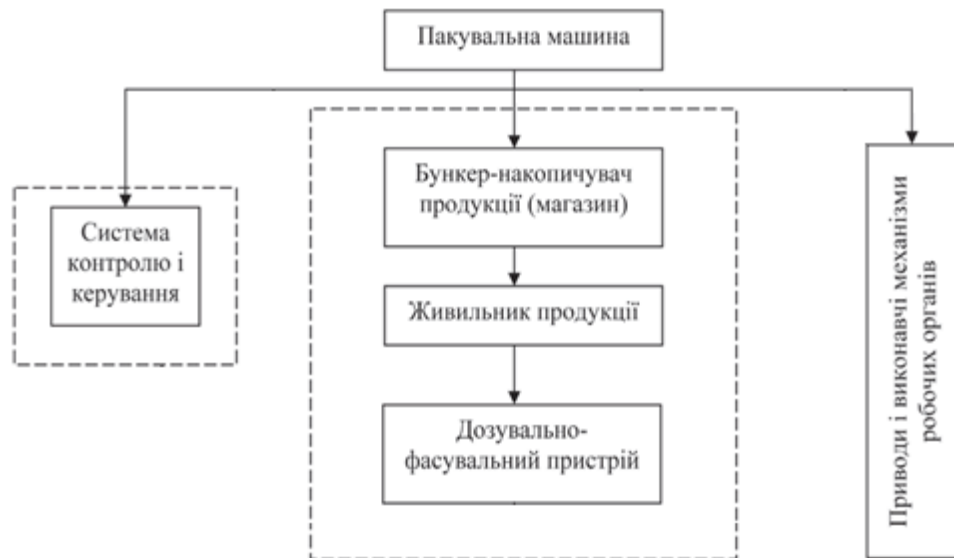 Пакувальна машина
Система
контролю і
керування
Бункер-накопичувач
продукції (магазин)
Живильник продукції
Дозувально-
фасувальний пристрій
Приводи і виконавчі механізми
робочих органів